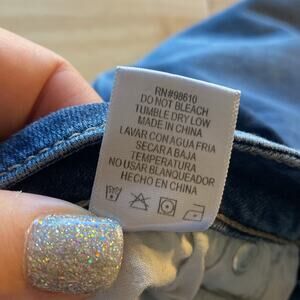 RN#98610
DO NOT BLEACH
TUMBLE DRY LOW
MADE IN CHINA
LAVAR CON AGUA FRIA
SECAR A BAJA
TEMPERATURA
NO USAR BLANQUEADOR
HECHO EN CHINA